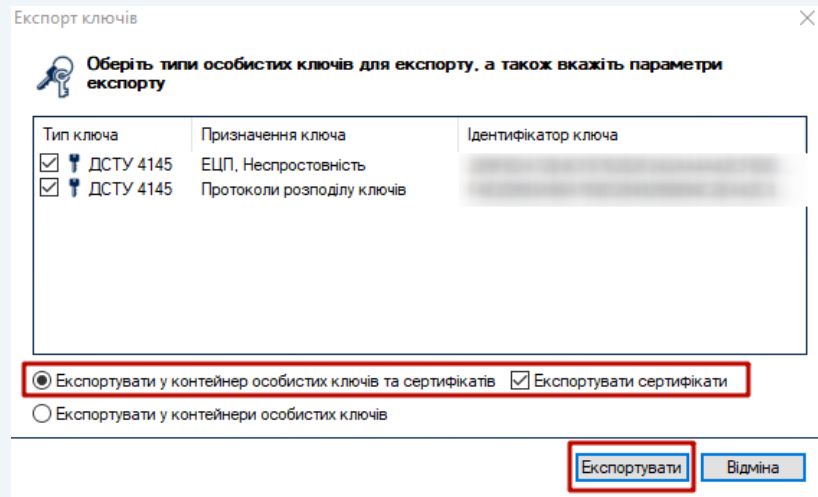 Експорт ключів
Оберіть типи особистих ключів для експорту, а також вкажіть параметри
експорту
Тип ключа Призначення ключа Ідентифікатор ключа
ДСТУ 4145 ЕЦП, Неспростовність
ДСТУ 4145 Протоколи розподілу ключів
Експортувати у контейнер особистих ключів та сертифікатів Експортувати сертифікати
Експортувати у контейнери особистих ключів
Експортувати Відміна